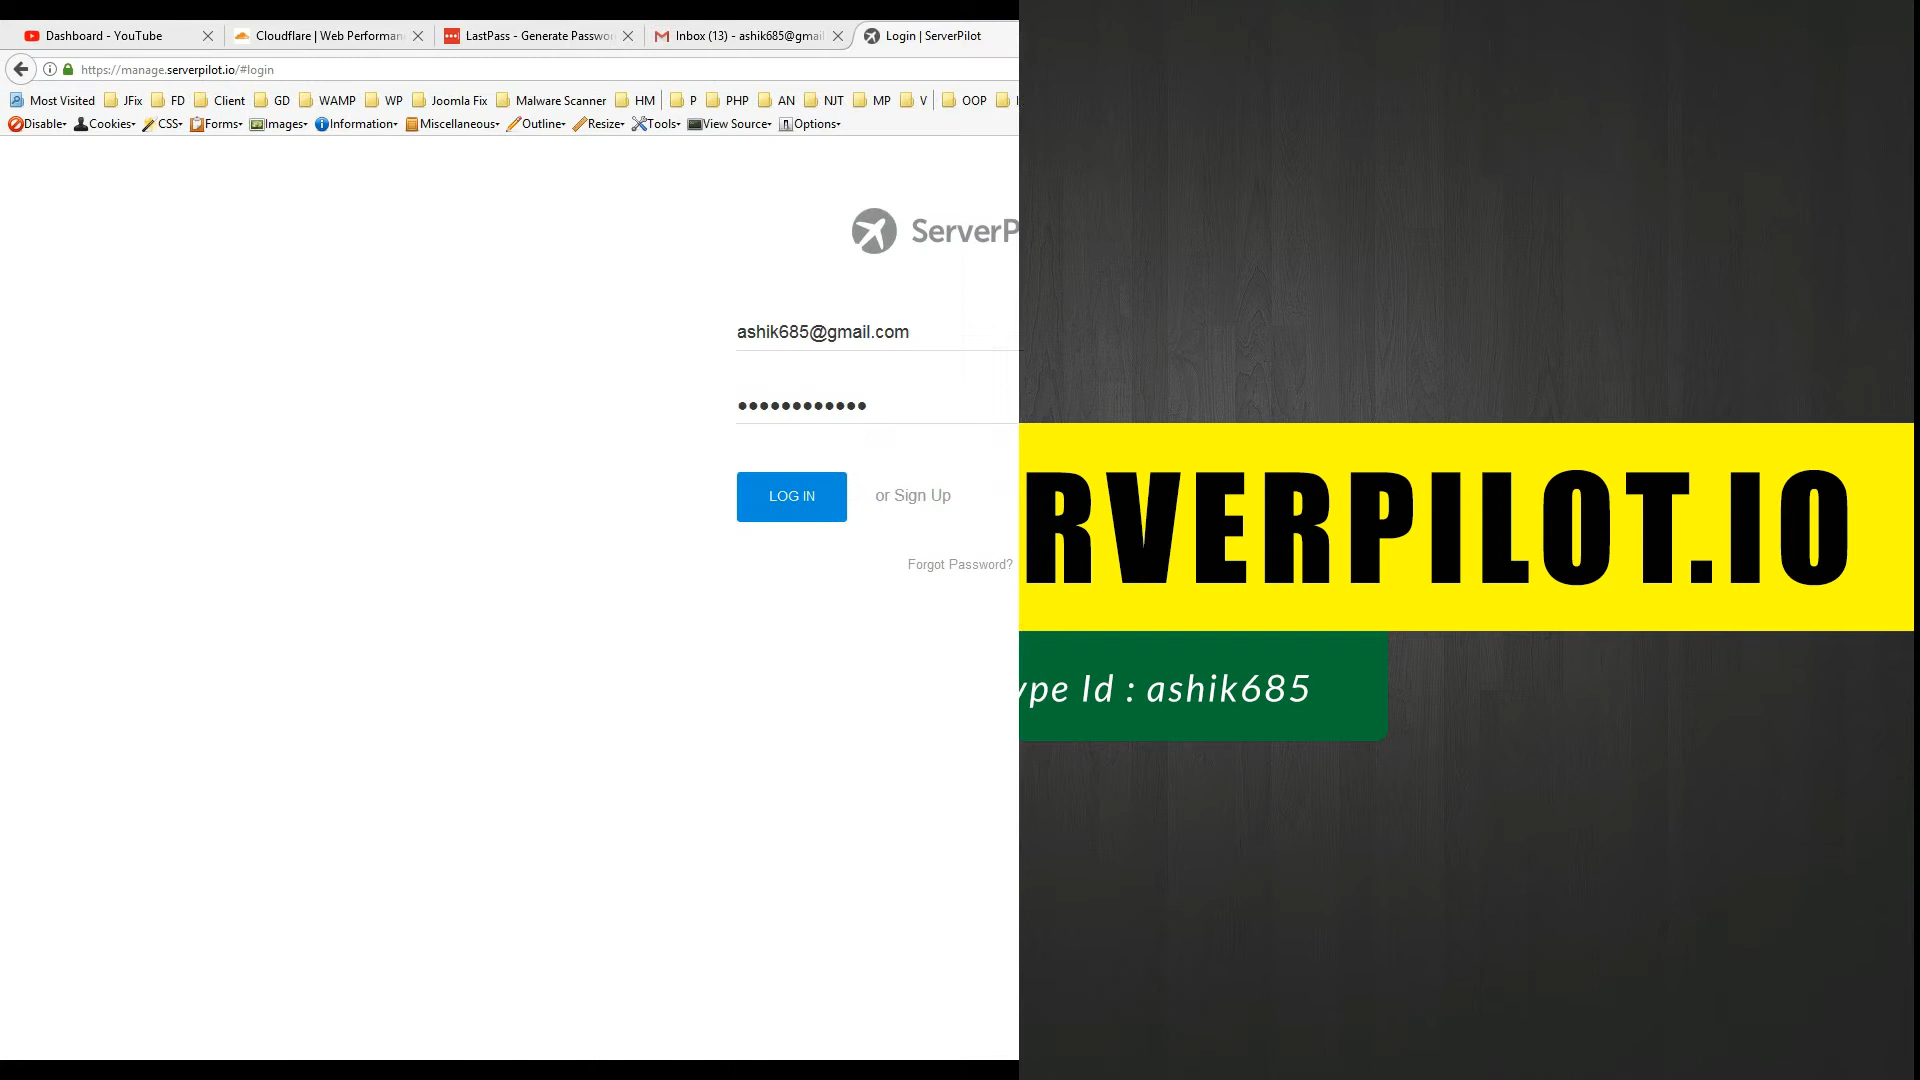 Dashboard - YouTube
Cloudflare | Web Performan
LastPass - Generate Passwor
Inbox (13) - ashik685@gmail
Login | ServerPilot
https://manage.serverpilot.io/#login
Most Visited JFix FD Client GD WAMP WP Joomla Fix Malware Scanner HM P PHP AN NJT MP V OOP
Disable Cookies CSS Forms Images Information Miscellaneous Outline Resize Tools View Source Options
ServerP
ashik685@gmail.com
LOG IN
or Sign Up
Forgot Password?
RVERPILOT.IO
ype Id : ashik685